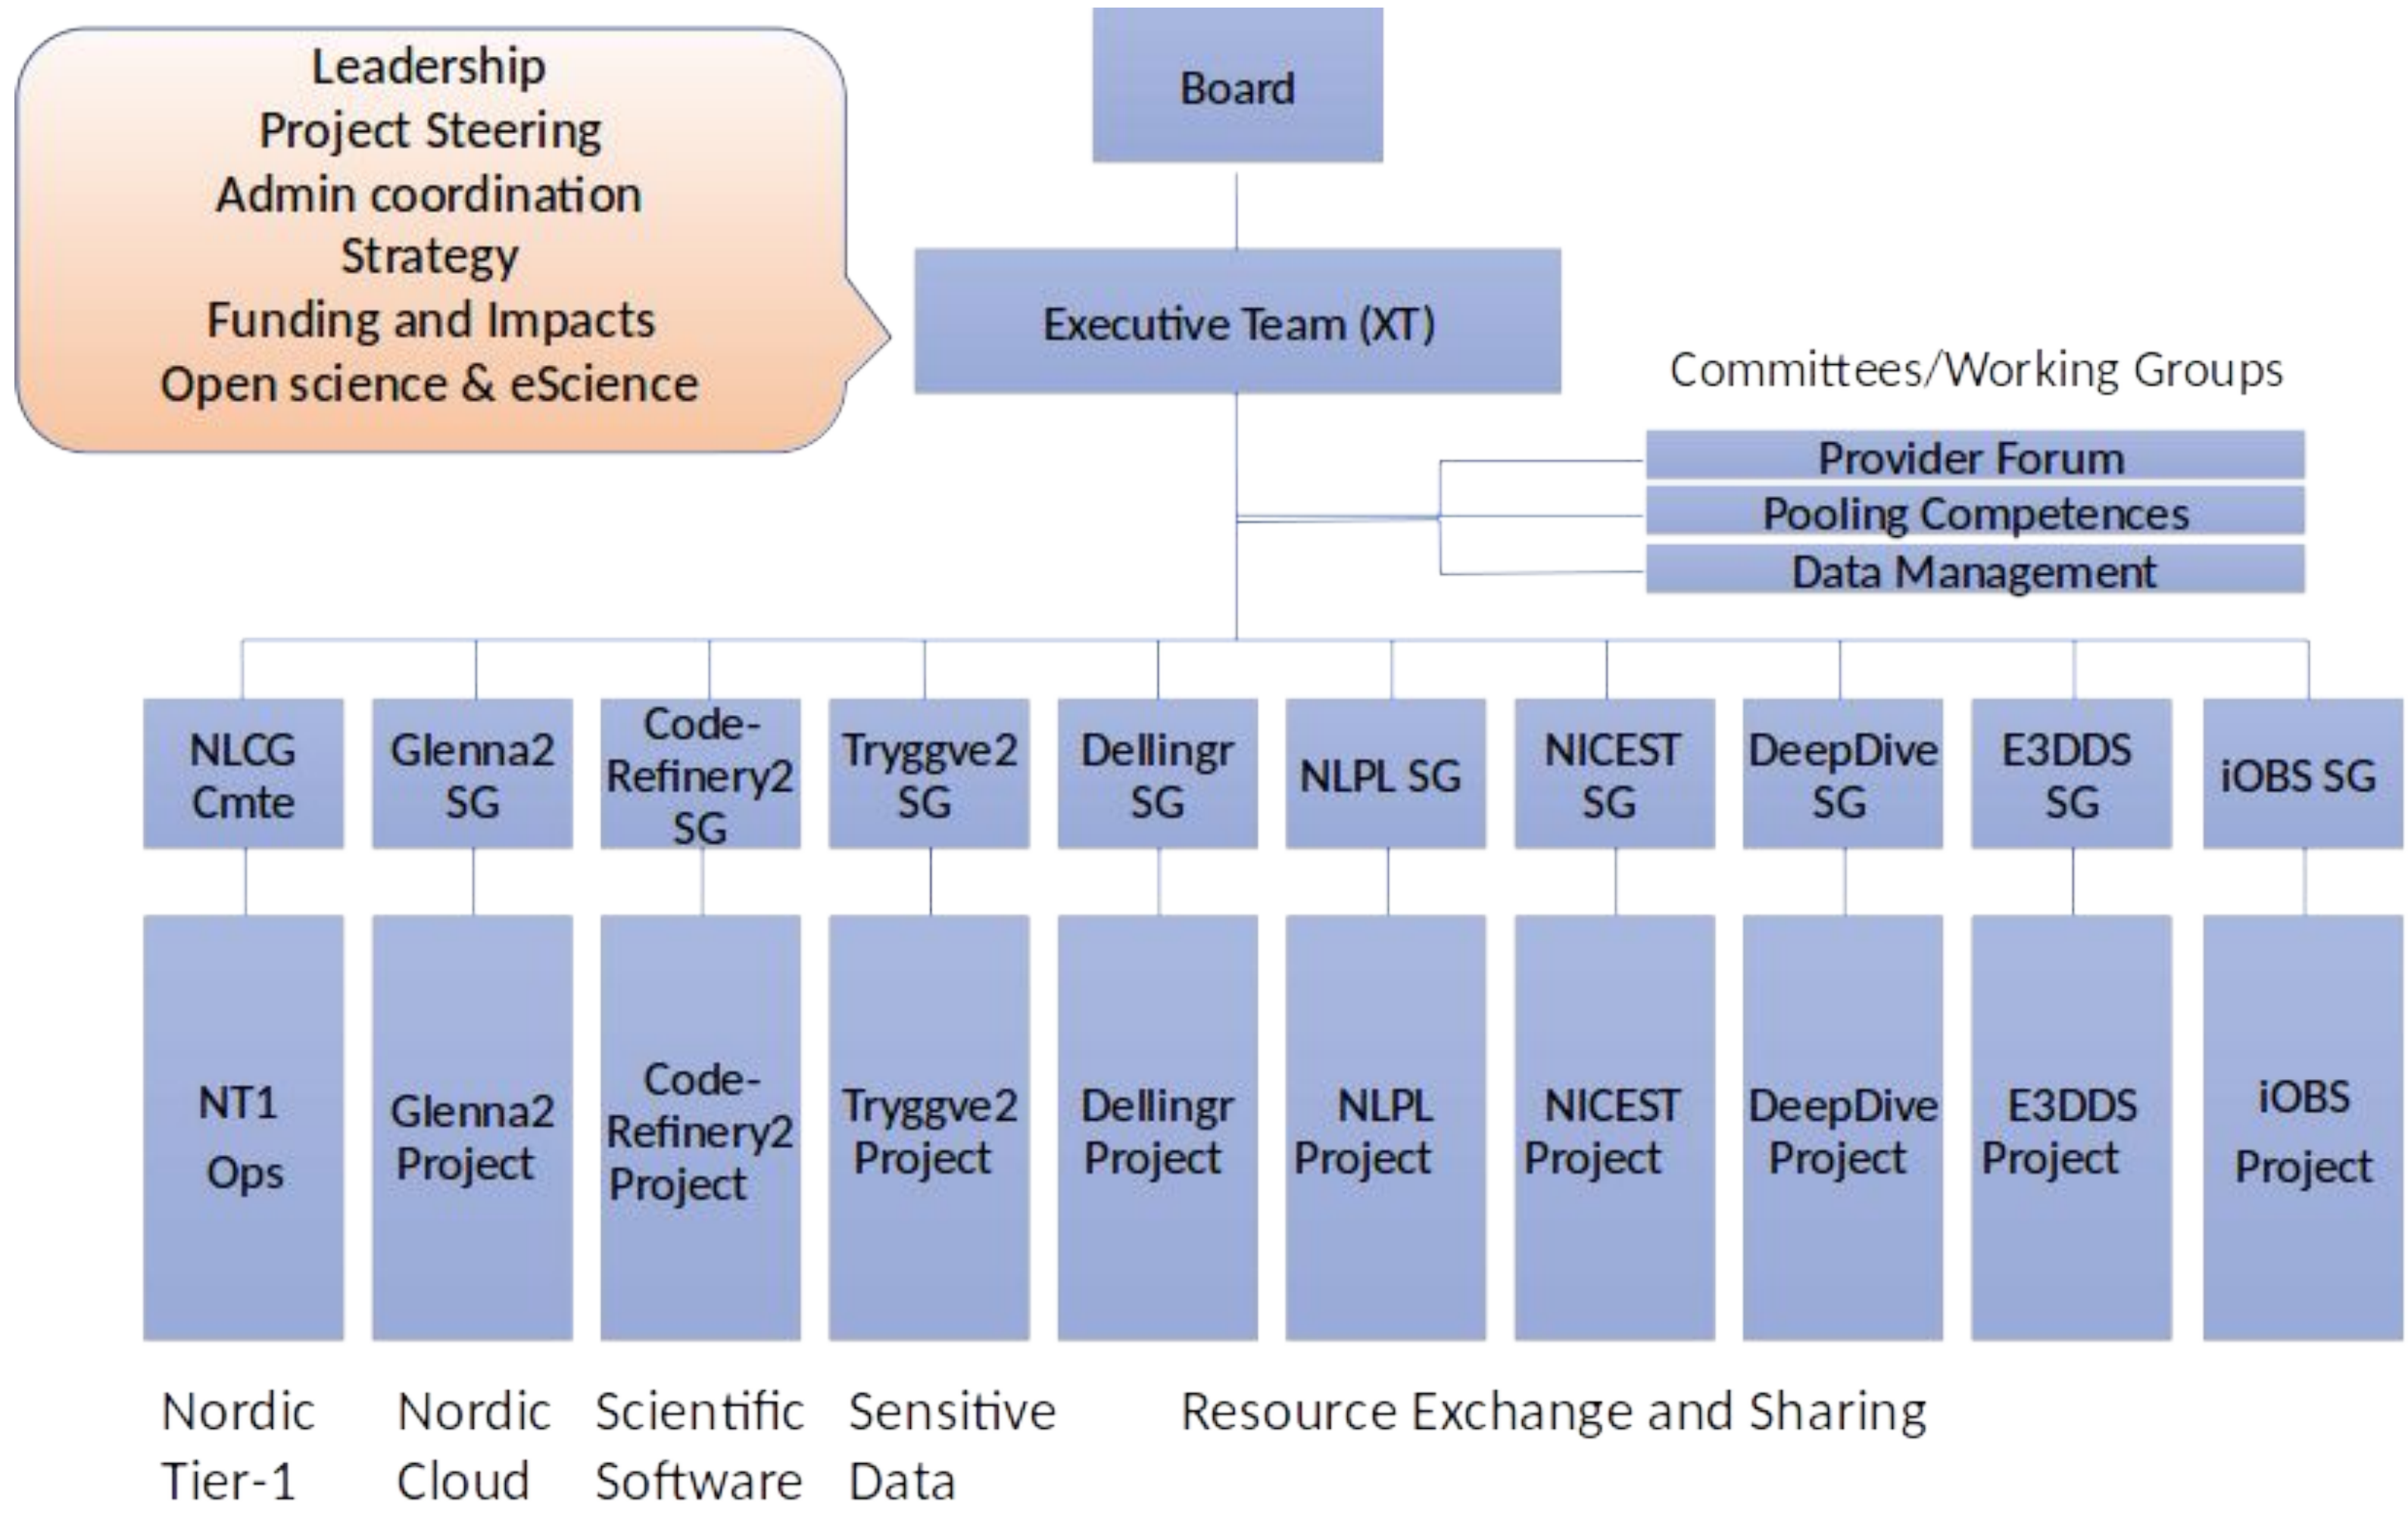 Leadership
Project Steering
Admin coordination
Strategy
Funding and Impacts
Open science & eScience
Board
Executive Team (XT)
Committees/Working Groups
Provider Forum
Pooling Competences
Data Management
NLCG
Cmte
Glenna2
SG
Code-
Refinery2
SG
Tryggve2
SG
Dellingr
SG
NLPL SG
NICEST
SG
DeepDive
SG
E3DDS
SG
iOBS SG
NT1
Ops
Glenna2
Project
Code-
Refinery2
Project
Tryggve2
Project
Dellingr
Project
NLPL
Project
NICEST
Project
DeepDive
Project
E3DDS
Project
iOBS
Project
Nordic
Tier-1
Nordic
Cloud
Scientific
Software
Sensitive
Data
Resource Exchange and Sharing